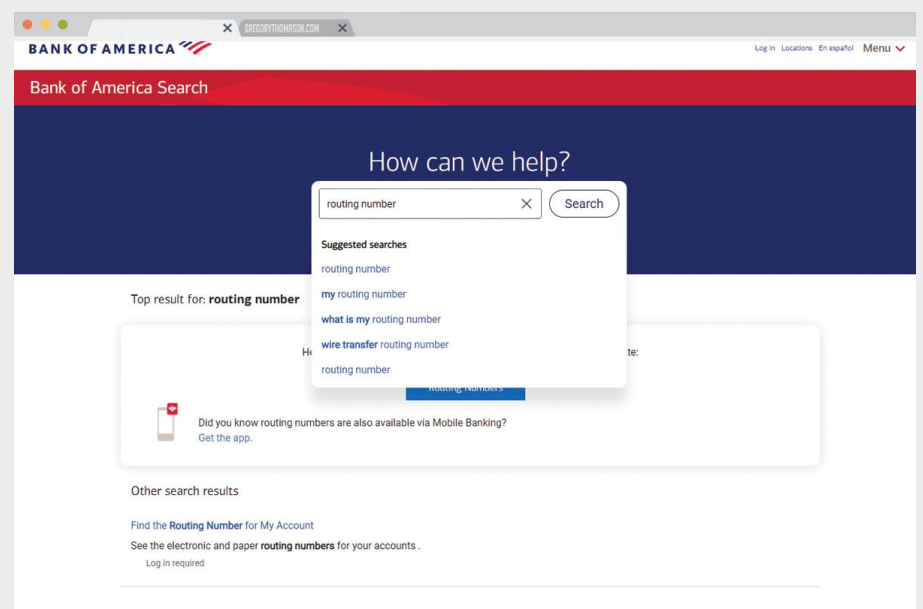 GREGORYTHOMASON.COM
BANK OF AMERICA
Log in Locations En español Menu
Bank of America Search
How can we help?
routing number
Search
Suggested searches
routing number
my routing number
what is my routing number
wire transfer routing number
routing number
Top result for: routing number
Routing Numbers
Did you know routing numbers are also available via Mobile Banking?
Get the app.
Other search results
Find the Routing Number for My Account
See the electronic and paper routing numbers for your accounts .
Log in required